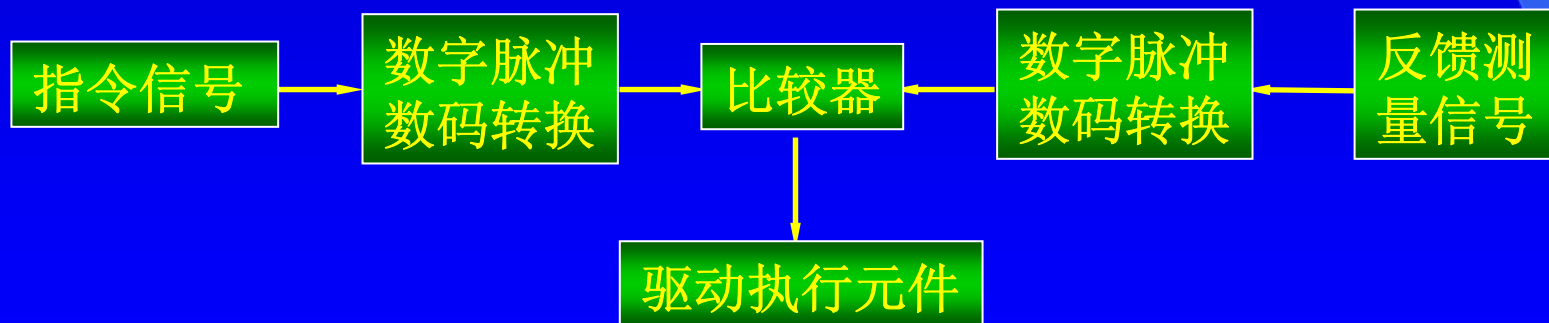 指令信号
数字脉冲
数码转换
比较器
数字脉冲
数码转换
反馈测
量信号
驱动执行元件